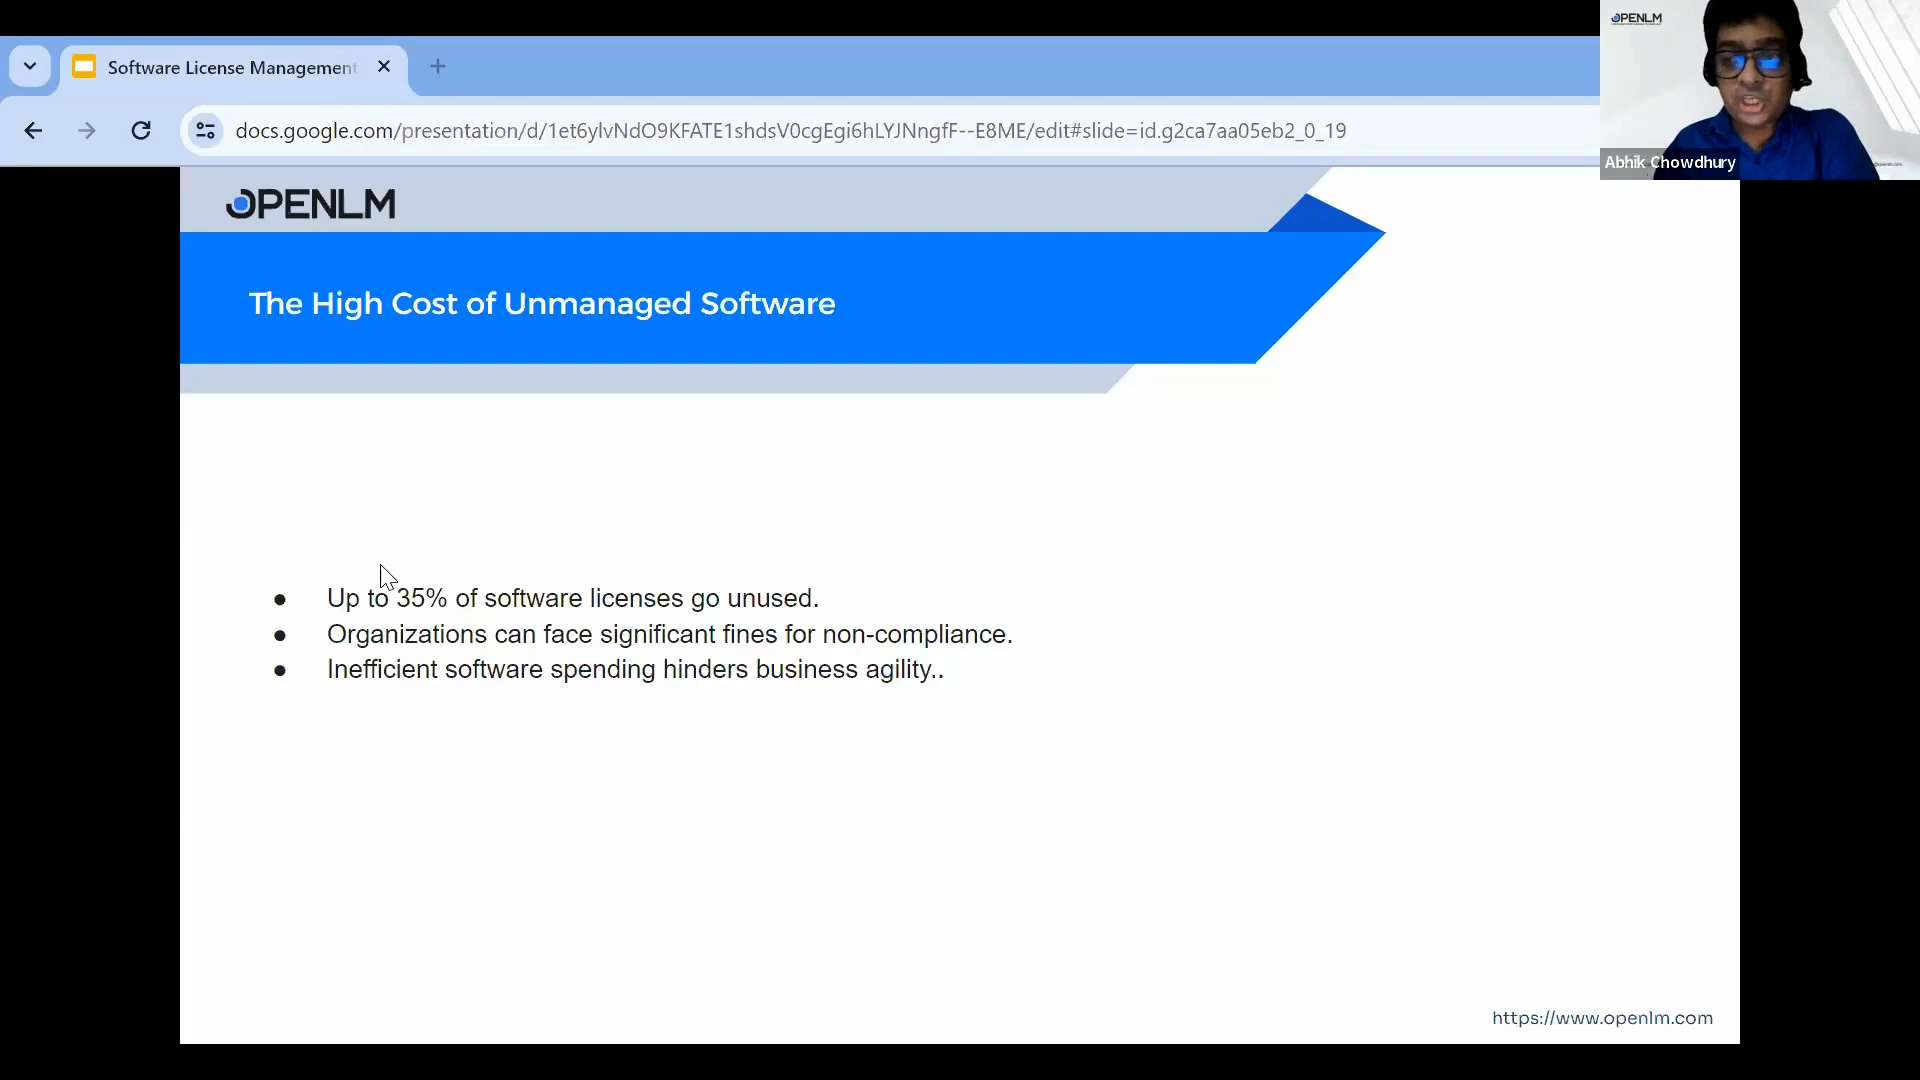 Software License Management
docs.google.com/presentation/d/1et6ylvNdO9KFATE1shdsV0cgEgi6hLYJNngfF--E8ME/edit#slide=id.g2ca7aa05eb2_0_19
OPENLM
Abhik Chowdhury
OPENLM
The High Cost of Unmanaged Software
● Up to 35% of software licenses go unused.
● Organizations can face significant fines for non-compliance.
● Inefficient software spending hinders business agility..
https://www.openlm.com